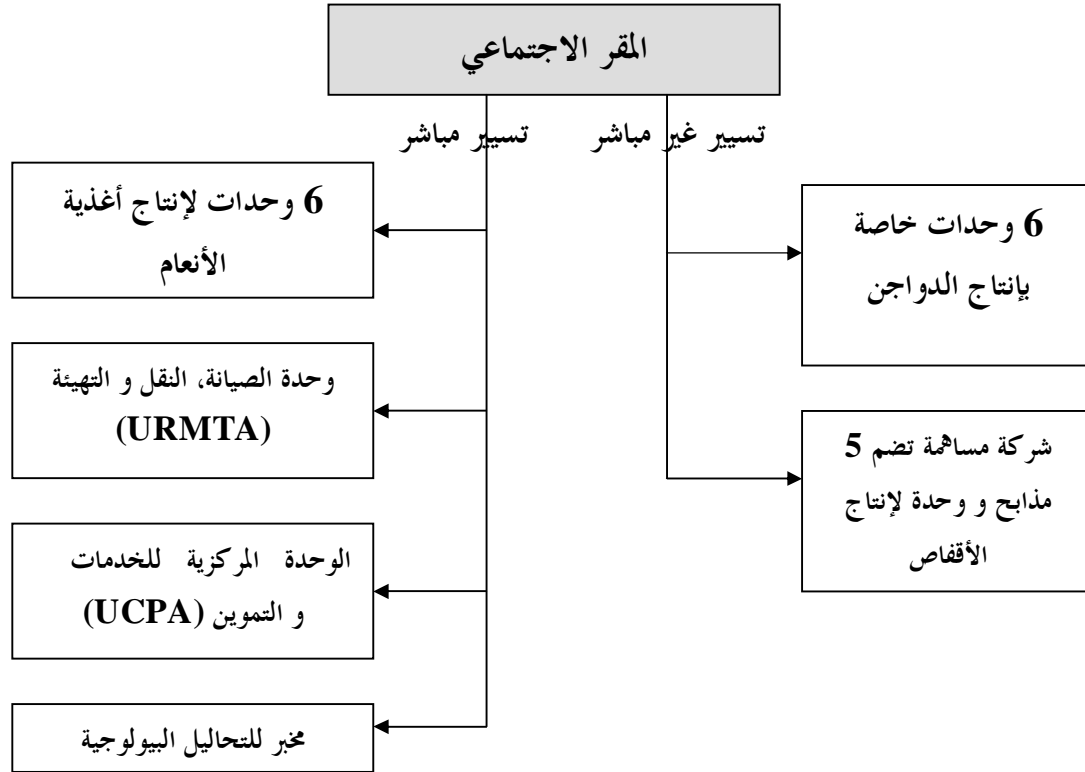 المقر الاجتماعي
تسيير غير مباشر
تسيير مباشر
6 وحدات خاصة
بإنتاج الدواجن
شركة مساهمة تضم 5
مذابح و وحدة لإنتاج
الأقفاص
6 وحدات لإنتاج أغذية
الأنعام
وحدة الصيانة، النقل و التهيئة
(URMTA)
الوحدة المركزية للخدمات
و التموين (UCPA)
مخبر للتحاليل البيولوجية